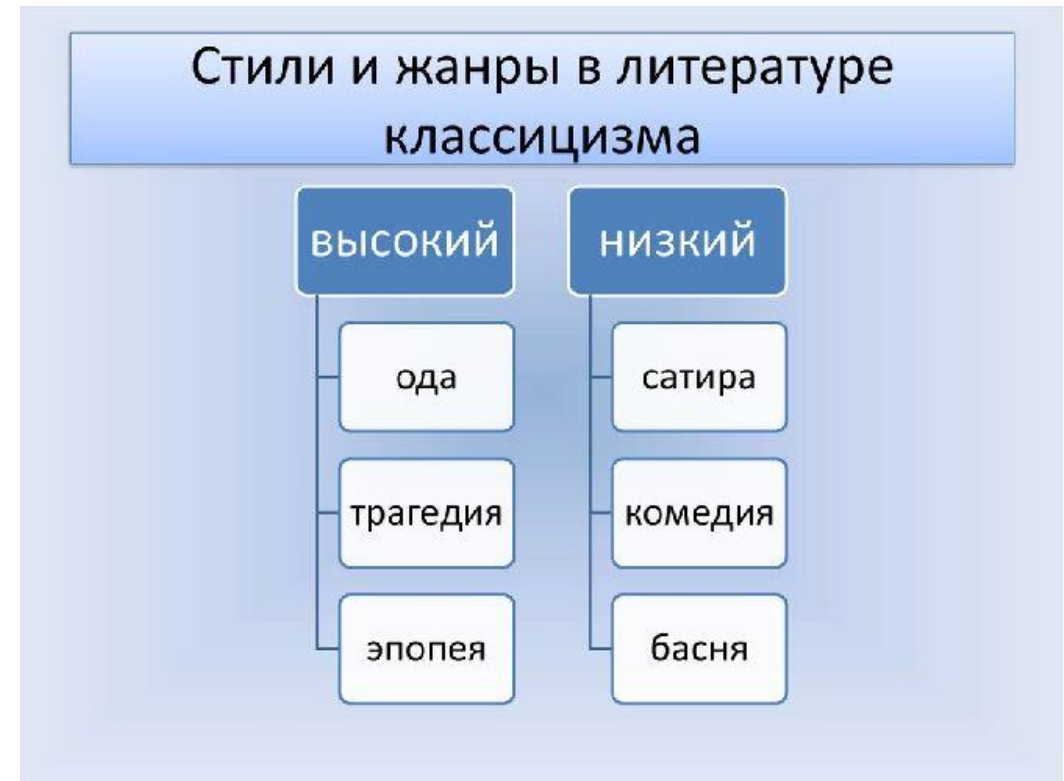 Стили и жанры в литературе
классицизма
высокий
ода
трагедия
эпопея
низкий
сатира
комедия
басня